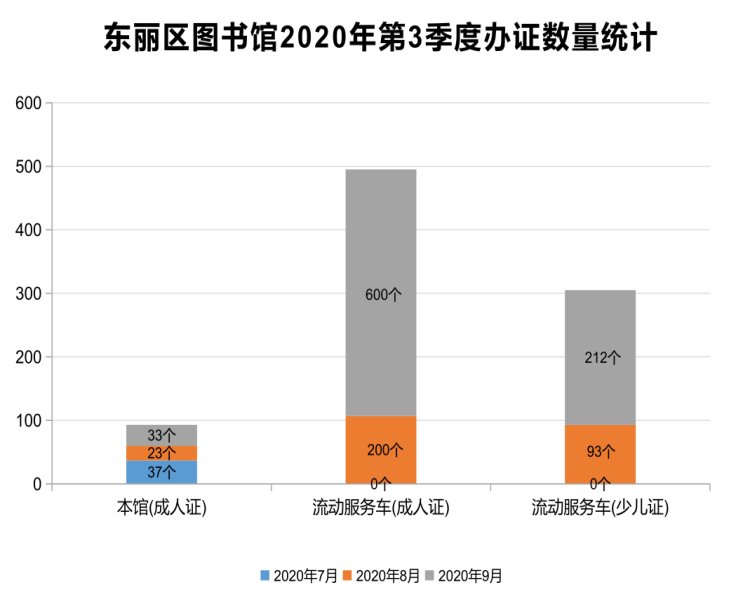 东丽区图书馆2020年第3季度办证数量统计
600
500
400
300
200
100
0
33个
23个
37个
600个
200个
0个
212个
93个
0个
本馆(成人证)
流动服务车(成人证)
流动服务车(少儿证)
2020年7月 2020年8月 2020年9月